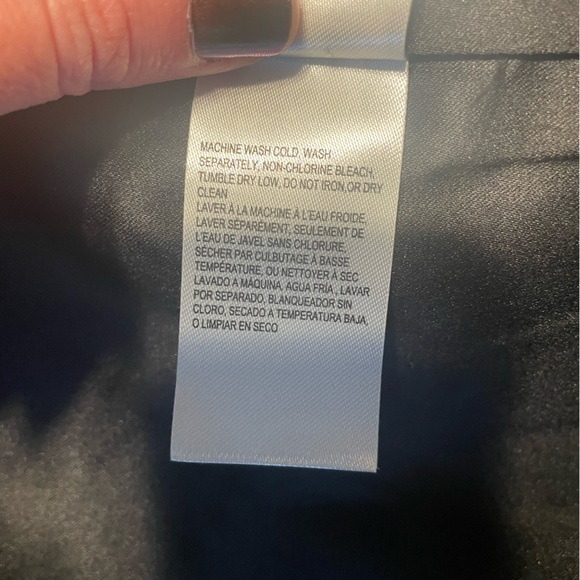 MACHINE WASH COLD, WASH
SEPARATELY, NON-CHLORINE BLEACH,
TUMBLE DRY LOW, DO NOT IRON,OR DRY
CLEAN
LAVER À LA MACHINE À L'EAU FROIDE,
LAVER SÉPARÉMENT, SEULEMENT DE
L'EAU DE JAVEL SANS CHLORURE,
SÉCHER PAR CULBUTAGE À BASSE
TEMPÉRATURE, OU NETTOYER À SEC
LAVADO A MÁQUINA, AGUA FRÍA , LAVAR
POR SEPARADO, BLANQUEADOR SIN
CLORO, SECADO A TEMPERATURA BAJA,
O LIMPIAR EN SECO